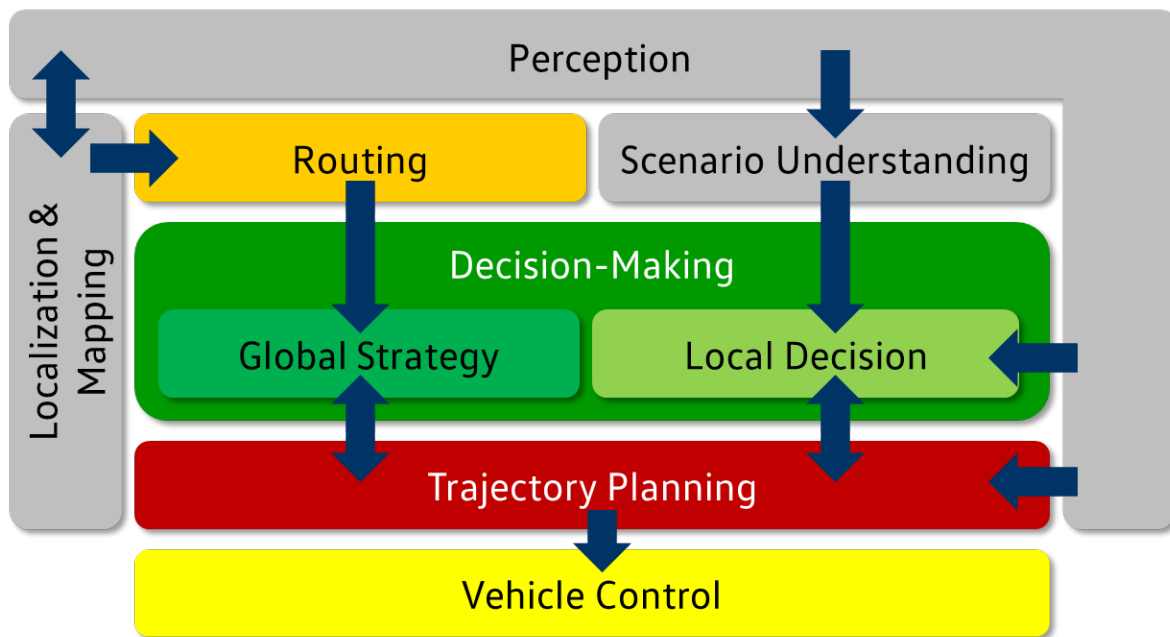 Perception
Routing
Scenario Understanding
Localization &
Mapping
Decision-Making
Global Strategy
Local Decision
Trajectory Planning
Vehicle Control